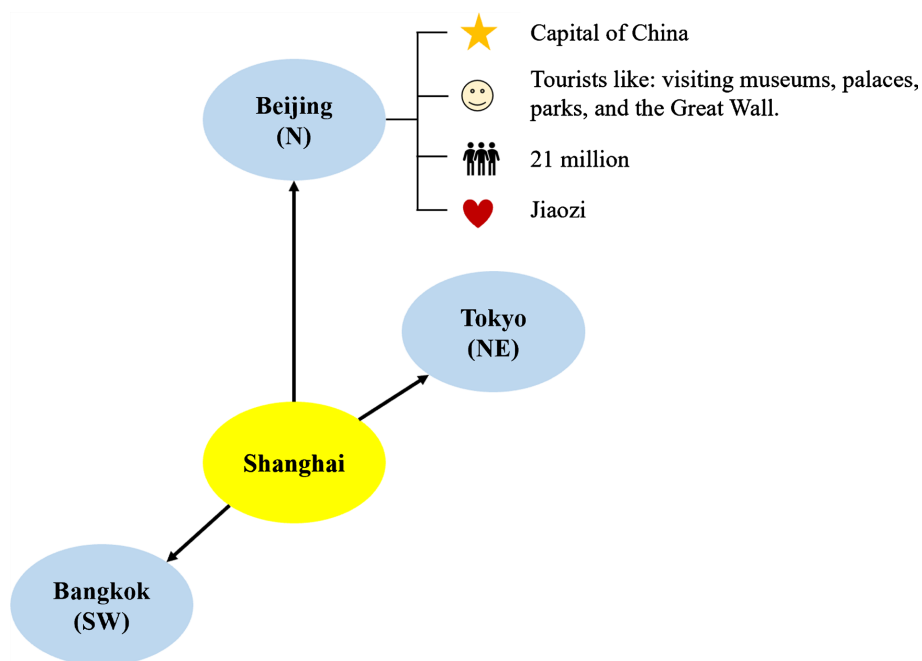 Beijing
(N)
Capital of China
Tourists like: visiting museums, palaces,
parks, and the Great Wall.
21 million
Jiaozi
Tokyo
(NE)
Shanghai
Bangkok
(SW)